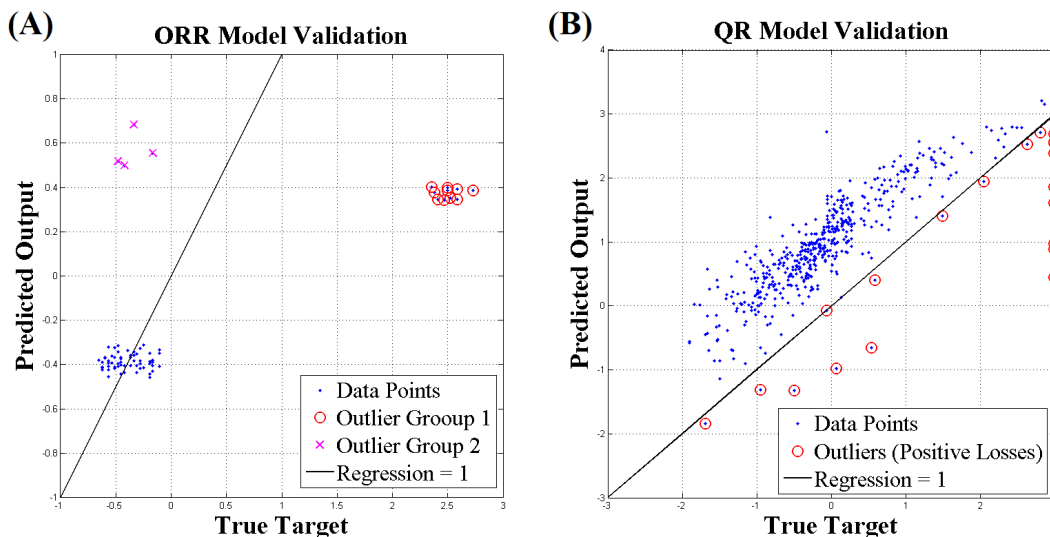 (A)
ORR Model Validation
Predicted Output
1
0.8
0.6
0.4
0.2
0
-0.2
-0.4
-0.6
-0.8
-1
-1
-0.5
0
0.5
1
1.5
2
2.5
3
True Target
Data Points
Outlier Grooup 1
Outlier Group 2
Regression = 1
(B)
QR Model Validation
Predicted Output
4
3
2
1
0
-1
-2
-3
-3
-2
-1
0
1
2
True Target
Data Points
Outliers (Positive Losses)
Regression = 1